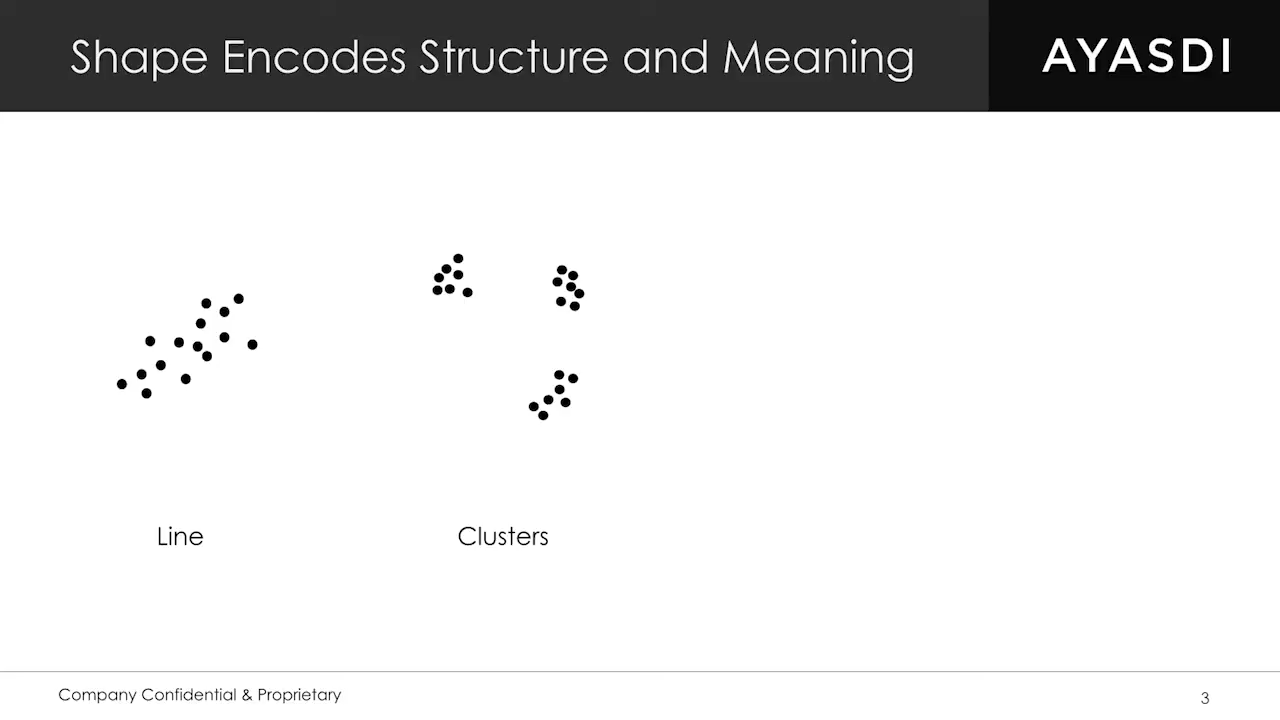 Shape Encodes Structure and Meaning
AYASDI
Line
Clusters
Company Confidential & Proprietary
3